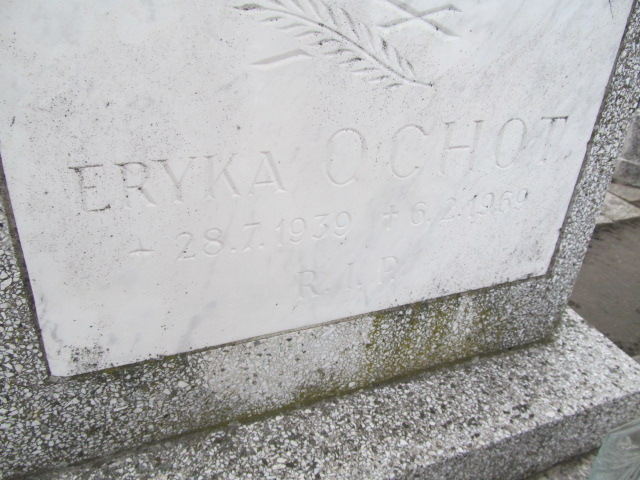 ERYKA OCHOT
* 28.7.1939 + 6.2.1969
R.I.P.